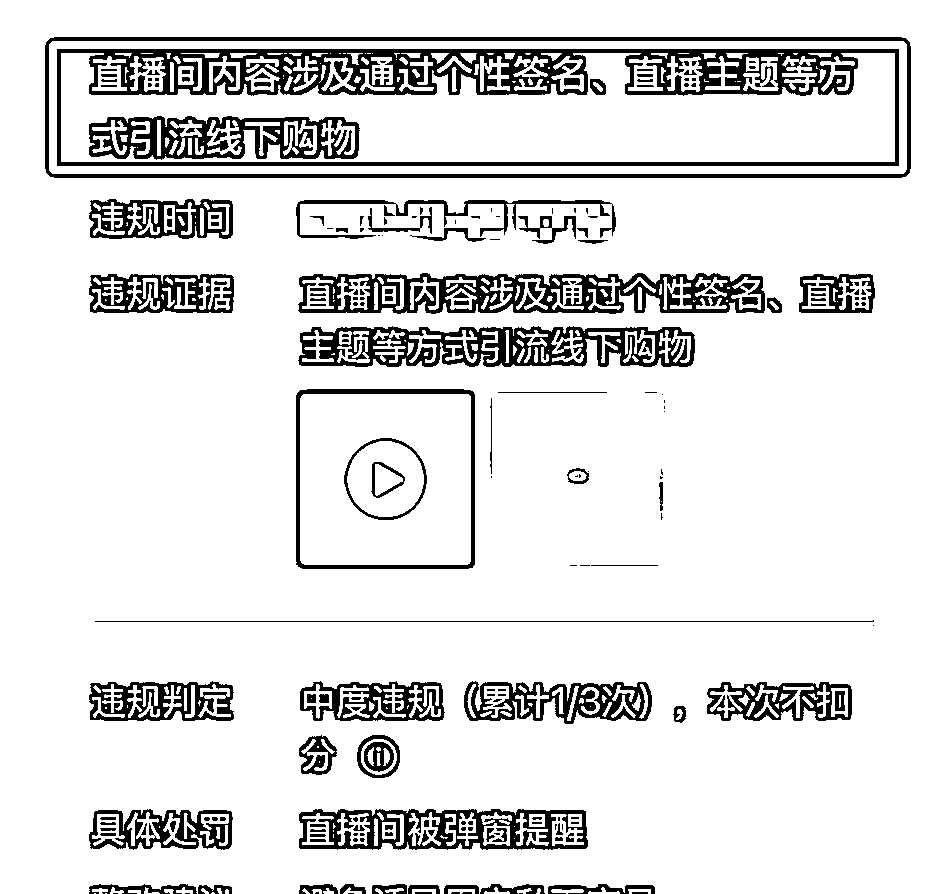 直播间内容涉及通过个性签名、直播主题等方
式引流线下购物
违规时间
违规证据
直播间内容涉及通过个性签名、直播
主题等方式引流线下购物
违规判定
中度违规（累计1/3次），本次不扣
分
具体处罚
直播间被弹窗提醒